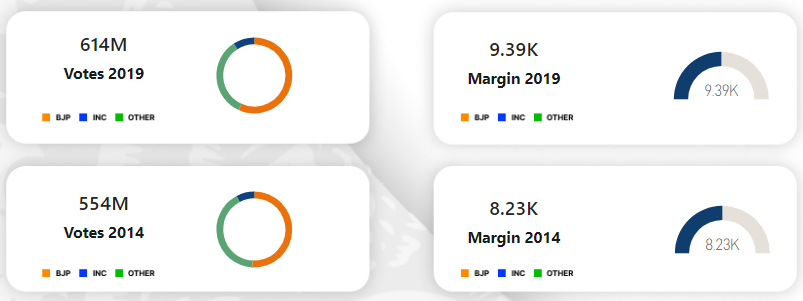 614M
Votes 2019
BJP INC OTHER
9.39K
Margin 2019
9.39K
BJP INC OTHER
554M
Votes 2014
BJP INC OTHER
8.23K
Margin 2014
8.23K
BJP INC OTHER